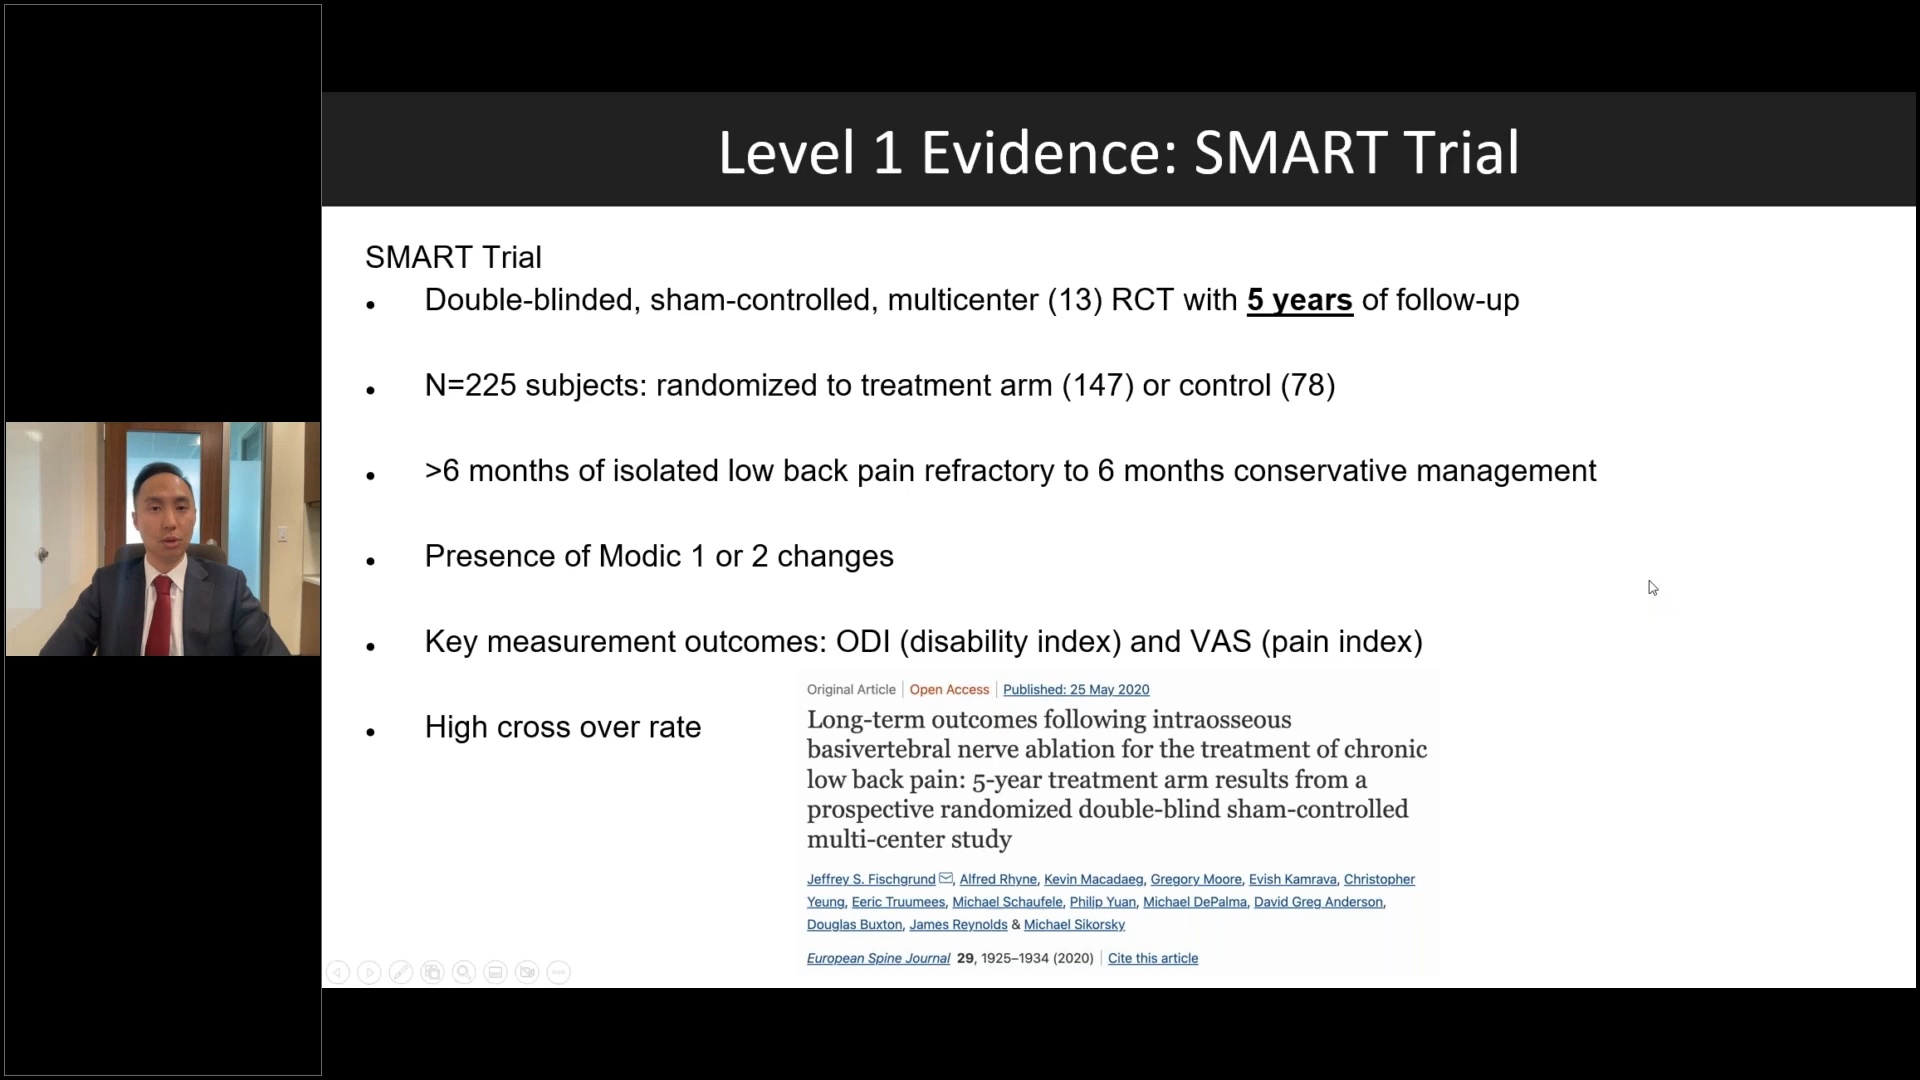 Level 1 Evidence: SMART Trial
SMART Trial
• Double-blinded, sham-controlled, multicenter (13) RCT with 5 years of follow-up
• N=225 subjects: randomized to treatment arm (147) or control (78)
• >6 months of isolated low back pain refractory to 6 months conservative management
• Presence of Modic 1 or 2 changes
• Key measurement outcomes: ODI (disability index) and VAS (pain index)
• High cross over rate
Original Article | Open Access | Published: 25 May 2020
Long-term outcomes following intraosseous
basivertebral nerve ablation for the treatment of chronic
low back pain: 5-year treatment arm results from a
prospective randomized double-blind sham-controlled
multi-center study
Jeffrey S. Fischgrund, Alfred Rhyne, Kevin Macadaeg, Gregory Moore, Evish Kamrava, Christopher
Yeung, Eeric Truumees, Michael Schaufele, Philip Yuan, Michael DePalma, David Greg Anderson,
Douglas Buxton, James Reynolds & Michael Sikorsky
European Spine Journal 29, 1925–1934 (2020) | Cite this article